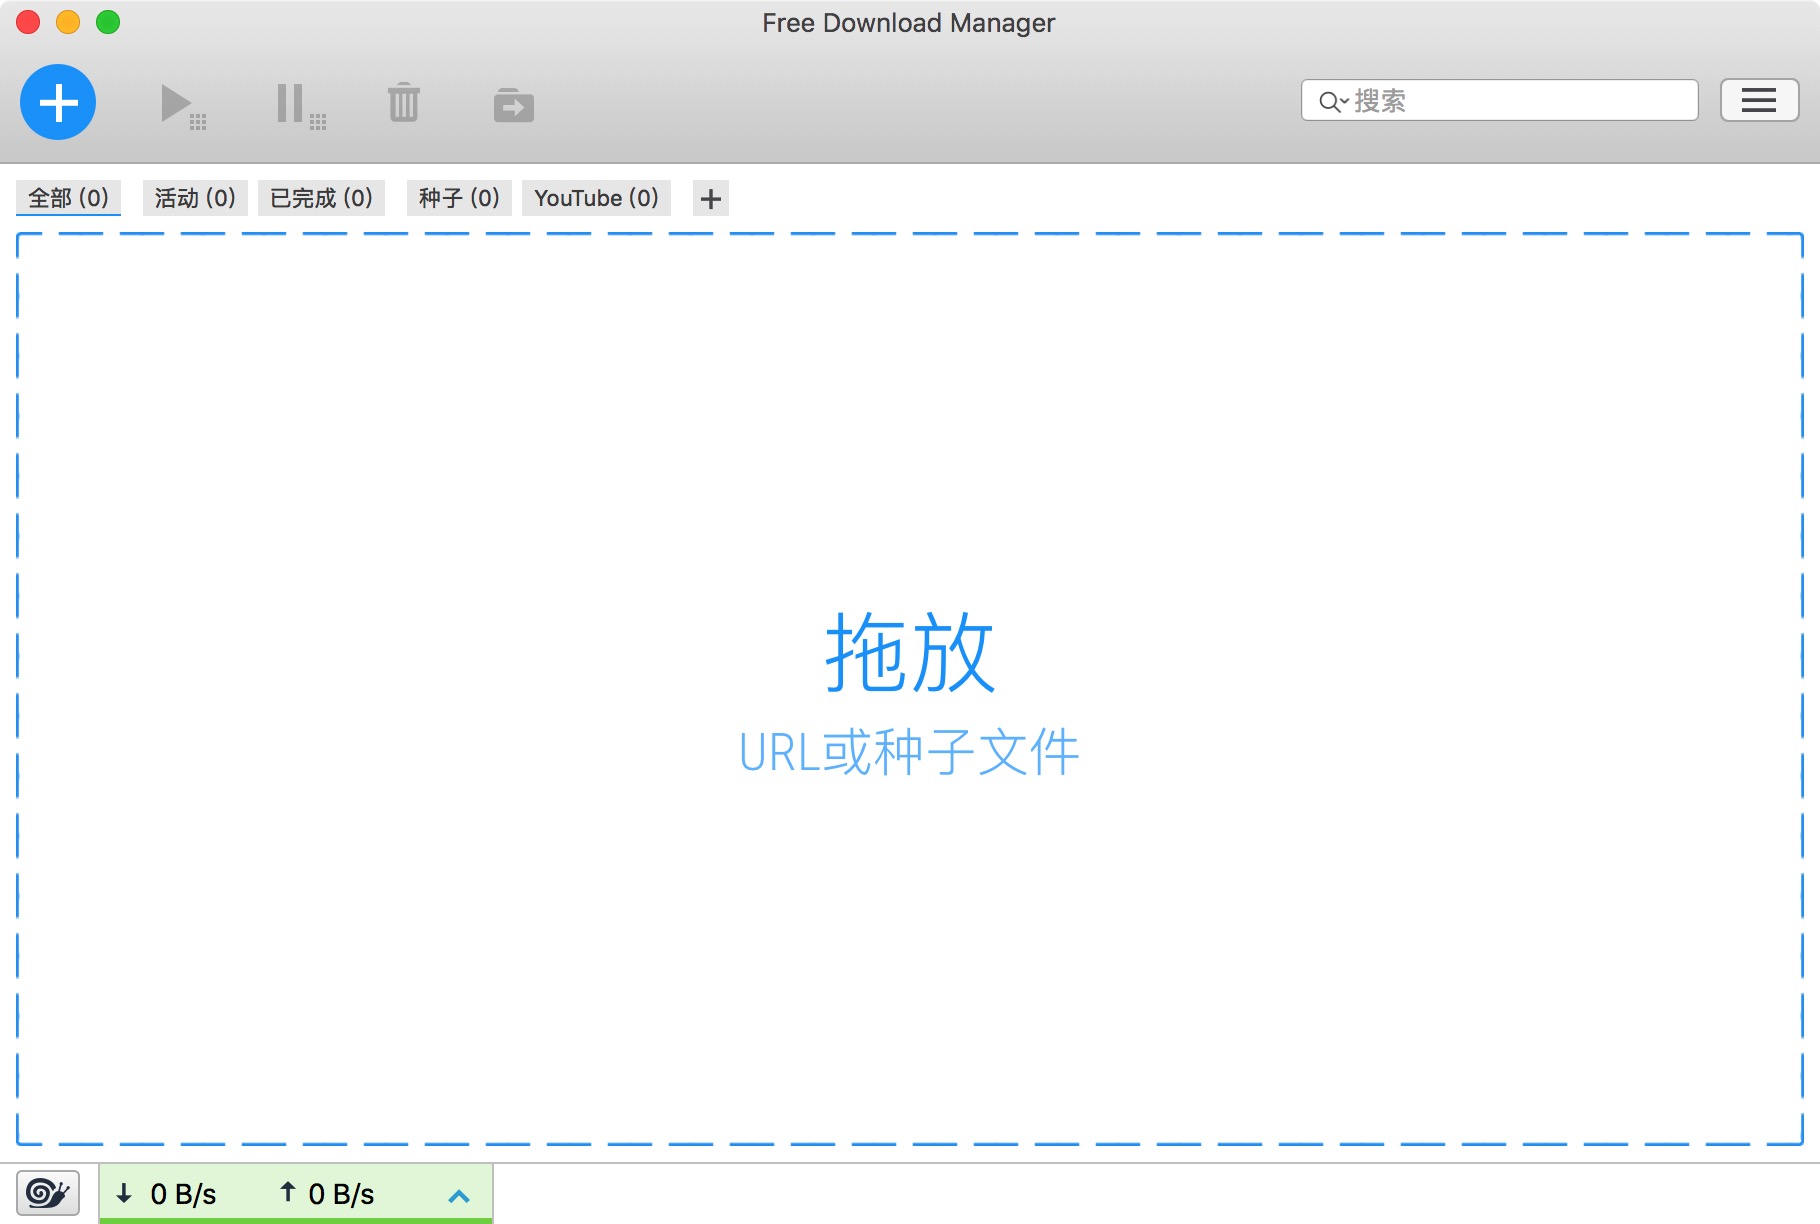 Free Download Manager
搜索
全部 (0) 活动 (0) 已完成 (0) 种子 (0) YouTube (0)
拖放
URL或种子文件
0 B/s 0 B/s